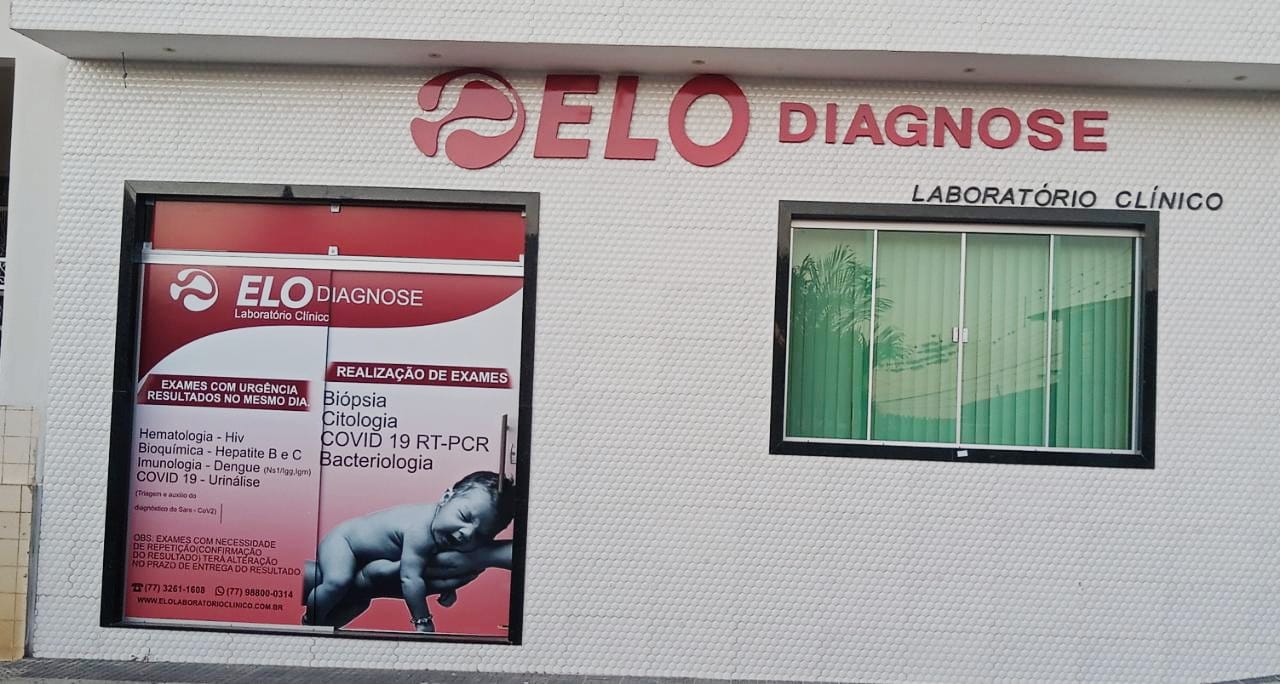 ELO DIAGNOSE
LABORATÓRIO CLÍNICO
ELO DIAGNOSE
Laboratório Clínico
EXAMES COM URGÊNCIA
RESULTADOS NO MESMO DIA.
Hematologia - Hiv
Bioquímica - Hepatite B e C
Imunologia - Dengue (Ns1/Igg,Igm)
COVID 19 - Urinálise
(Triagem e auxílio do
diagnóstico de Sars - CoV2)
OBS: EXAMES COM NECESSIDADE
DE REPETIÇÃO(CONFIRMAÇÃO
DO RESULTADO) TERÁ ALTERAÇÃO
NO PRAZO DE ENTREGA DO RESULTADO
(77) 3261-1608 (77) 98800-0314
WWW.ELOLABORATORIOCLINICO.COM.BR
REALIZAÇÃO DE EXAMES
Biópsia
Citologia
COVID 19 RT-PCR
Bacteriologia